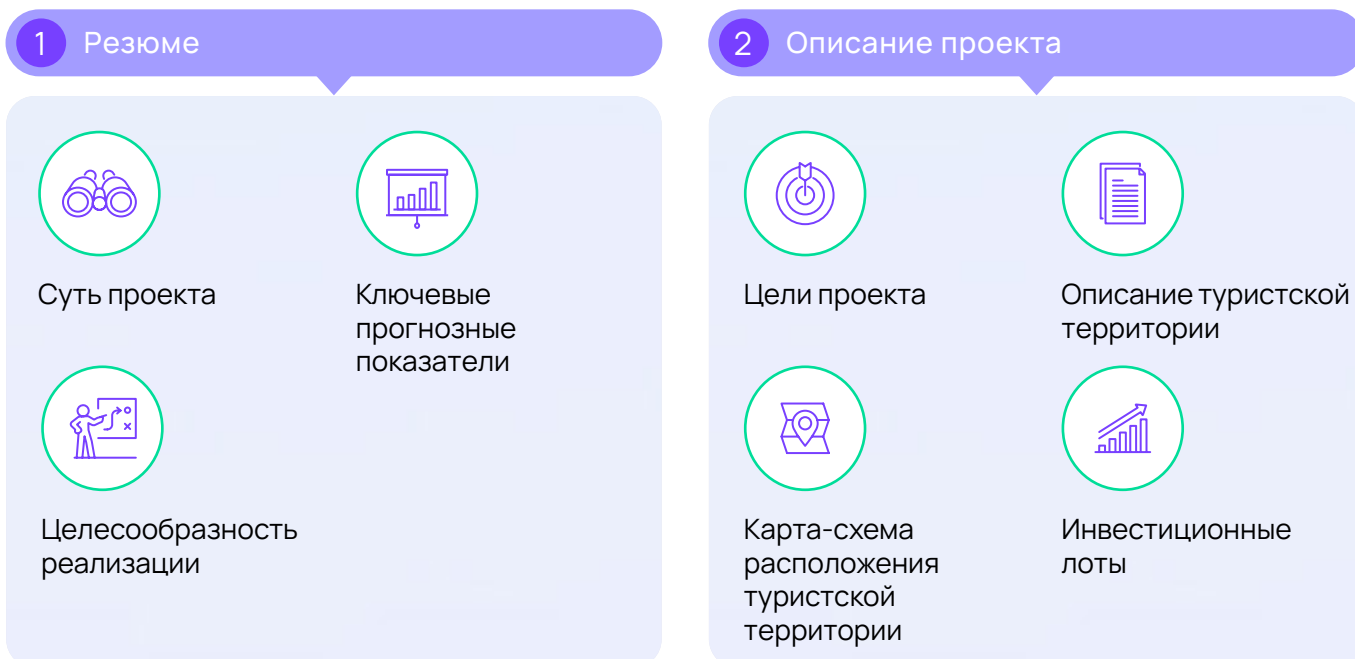 1 Резюме
Суть проекта
Ключевые
прогнозные
показатели
Целесообразность
реализации
2 Описание проекта
Цели проекта
Описание туристской
территории
Карта-схема
расположения
туристской
территории
Инвестиционные
лоты